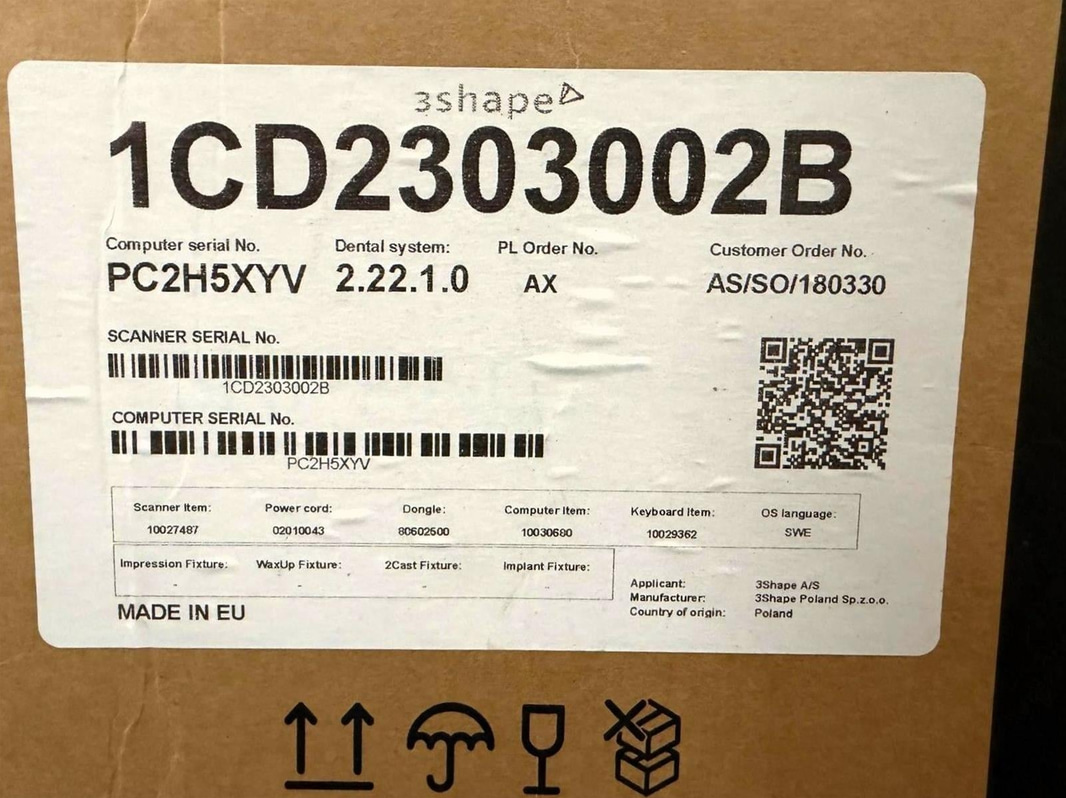 3shape
1CD2303002B
Computer serial No. Dental system: PL Order No. Customer Order No.
PC2H5XYV 2.22.1.0 AX AS/SO/180330
SCANNER SERIAL No.
1CD2303002B
COMPUTER SERIAL No.
PC2H5XYV
Scanner Item: Power cord: Dongle: Computer Item: Keyboard Item: OS language:
10027487 02010043 80602500 10030680 10029362 SWE
Impression Fixture: WaxUp Fixture: 2Cast Fixture: Implant Fixture:
- - - -
Applicant: 3Shape A/S
Manufacturer: 3Shape Poland Sp.z.o.o.
Country of origin: Poland
MADE IN EU